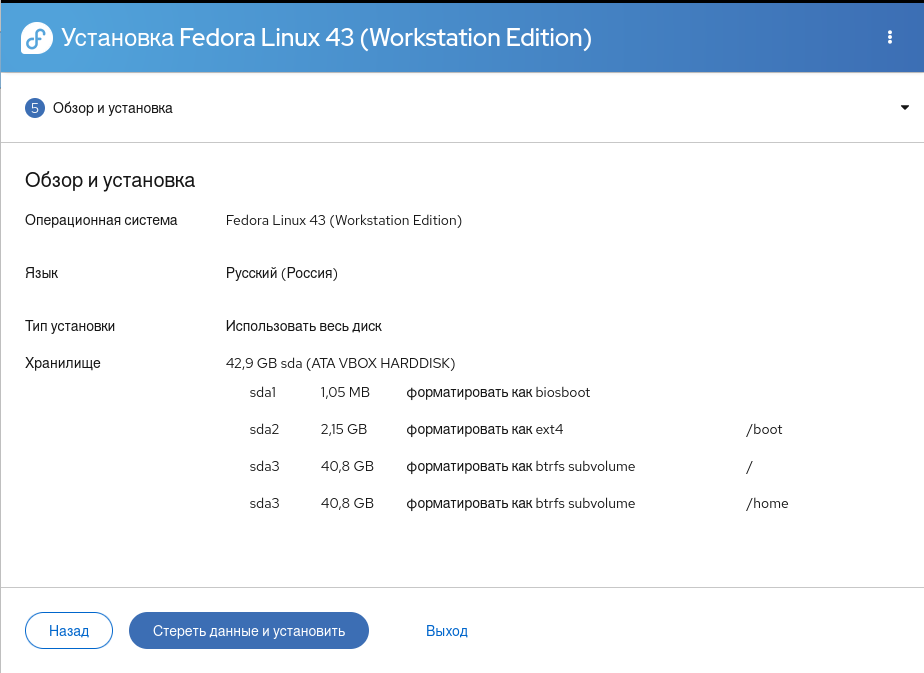 Установка Fedora Linux 43 (Workstation Edition)
5 Обзор и установка
Обзор и установка
Операционная система Fedora Linux 43 (Workstation Edition)
Язык Русский (Россия)
Тип установки Использовать весь диск
Хранилище 42,9 GB sda (ATA VBOX HARDDISK)
sda1 1,05 MB форматировать как biosboot
sda2 2,15 GB форматировать как ext4 /boot
sda3 40,8 GB форматировать как btrfs subvolume /
sda3 40,8 GB форматировать как btrfs subvolume /home
Назад Стереть данные и установить Выход